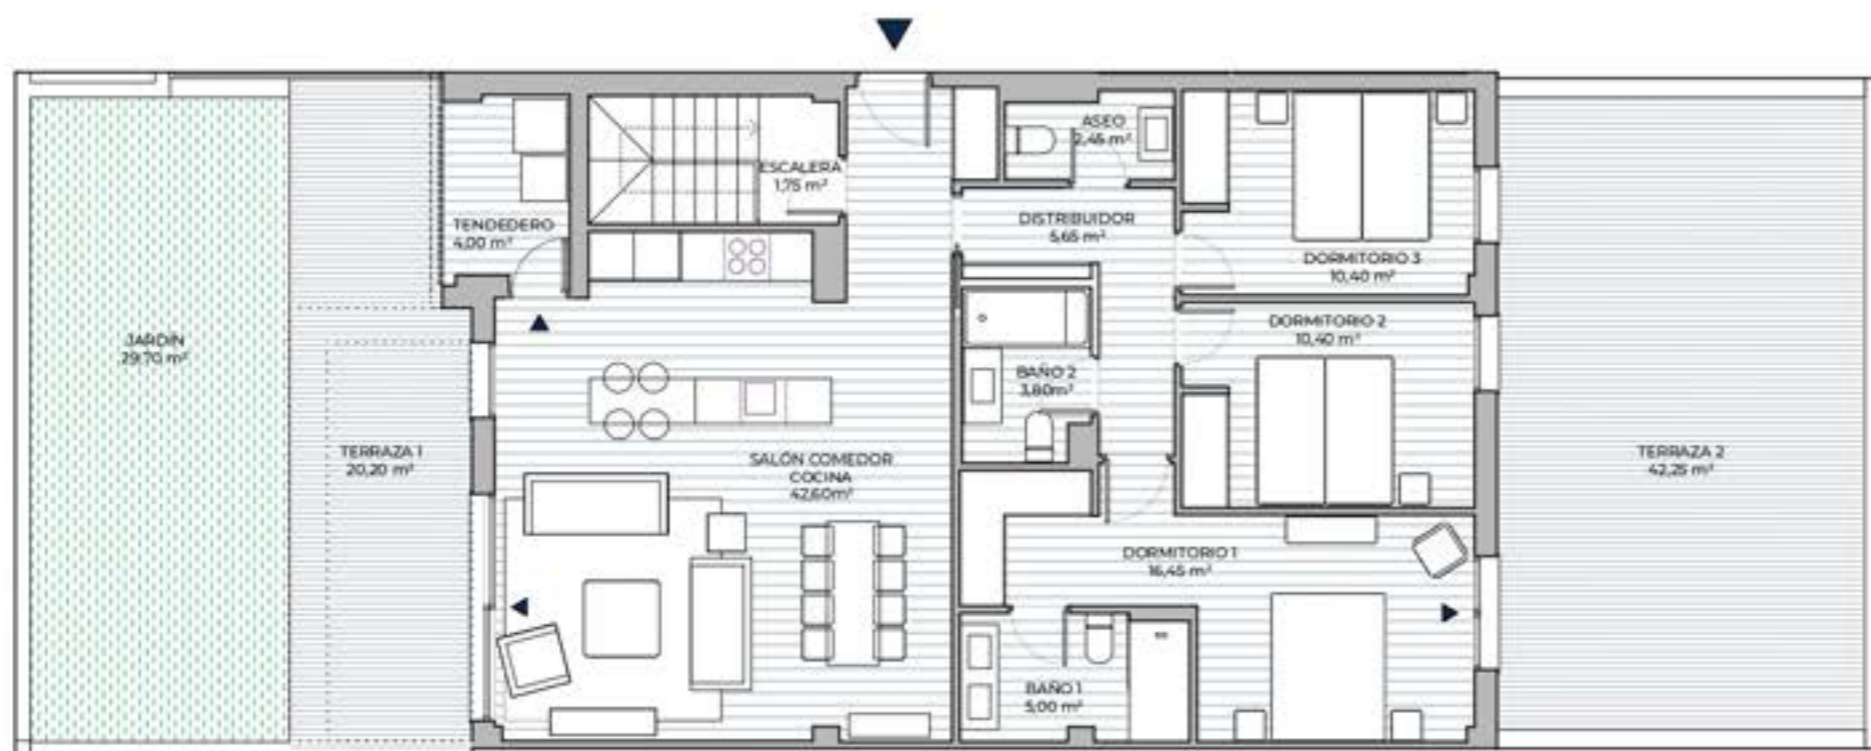 JARDÍN
29,70 m²
TERRAZA 1
20,20 m²
TENDEDERO
4,00 m²
ESCALERA
1,75 m²
SALÓN COMEDOR
COCINA
42,60m²
ASEO
2,45 m²
DISTRIBUIDOR
5,65 m²
BAÑO 2
3,80m²
DORMITORIO 3
10,40 m²
DORMITORIO 2
10,40 m²
DORMITORIO 1
16,45 m²
BAÑO 1
5,00 m²
TERRAZA 2
42,25 m²